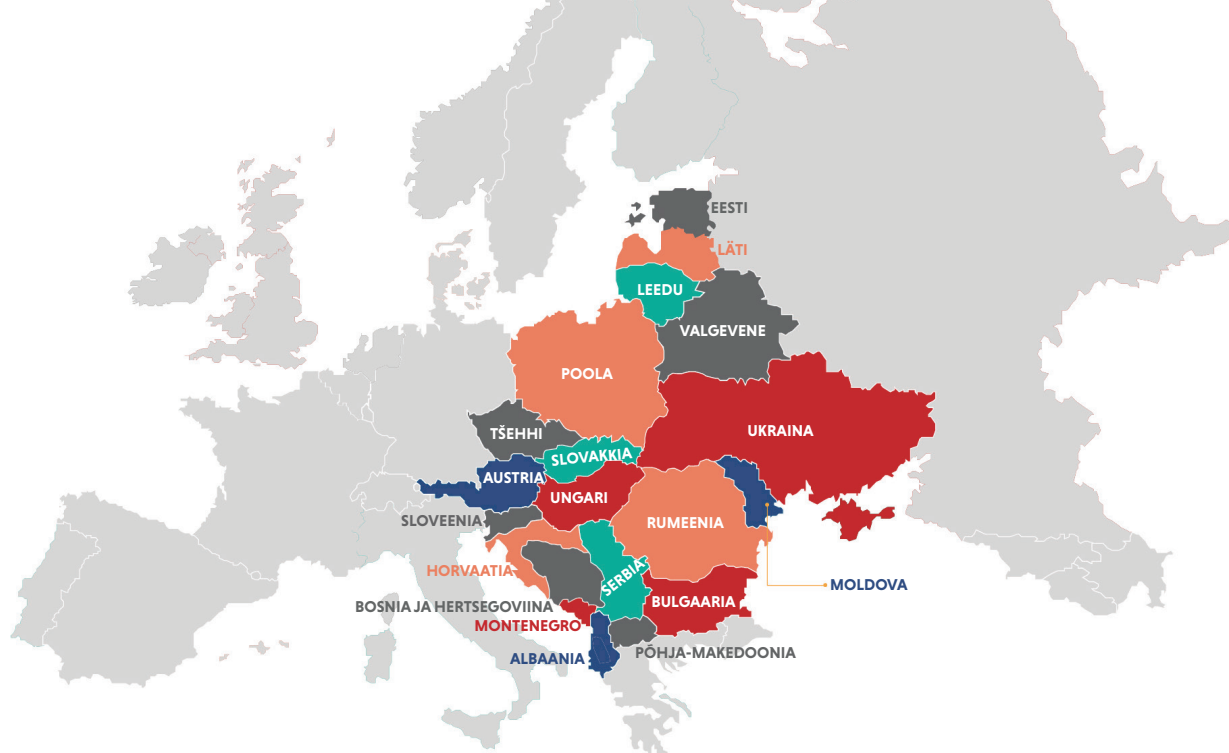 EESTI
LÄTI
LEEDU
VALGEVENE
POOLA
UKRAINA
TŠEHHI
SLOVAKKIA
AUSTRIA
UNGARI
SLOVEENIA
RUMEENIA
HORVAATIA
SERBIA
MOLDOVA
BULGAARIA
BOSNIA JA HERTSEGOVIINA
MONTENEGRO
PÕHJA-MAKEDOONIA
ALBAANIA